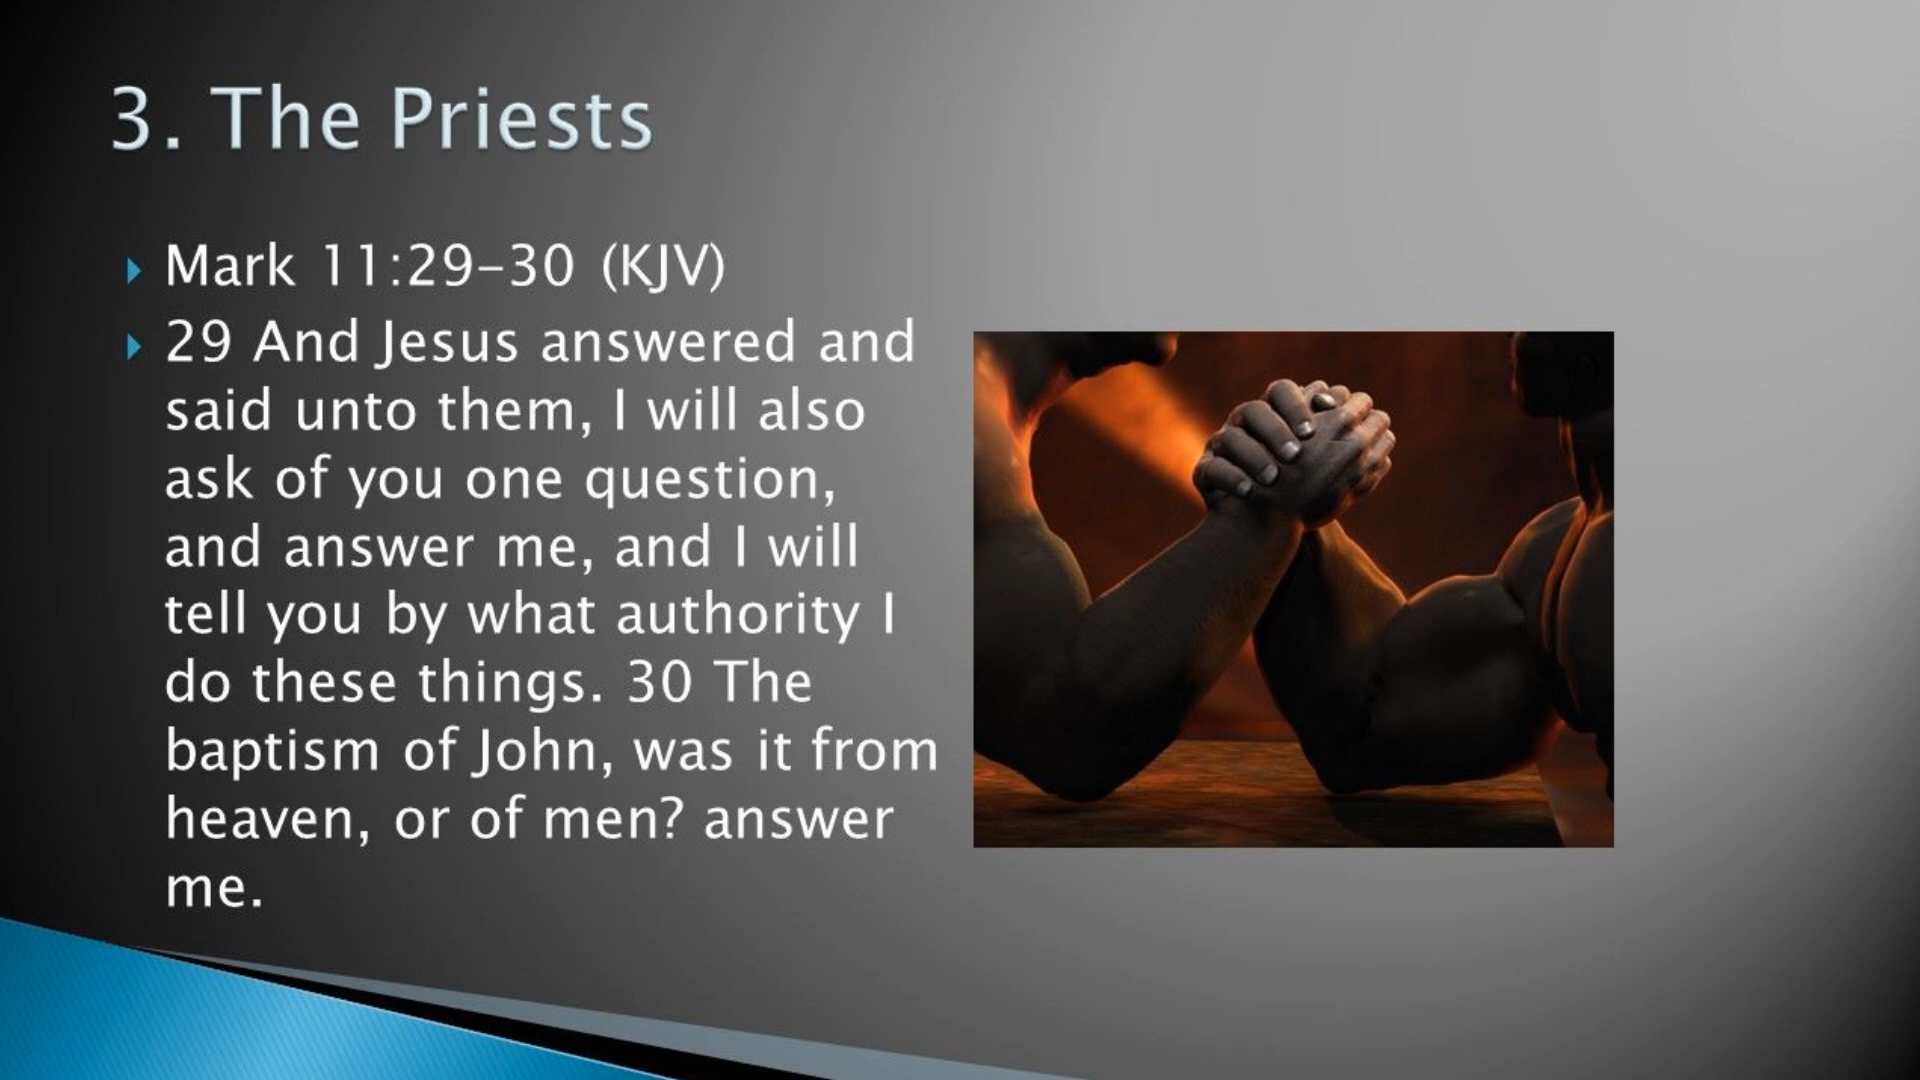 3. The Priests
Mark 11:29-30 (KJV)
29 And Jesus answered and
said unto them, I will also
ask of you one question,
and answer me, and I will
tell you by what authority I
do these things. 30 The
baptism of John, was it from
heaven, or of men? answer
me.